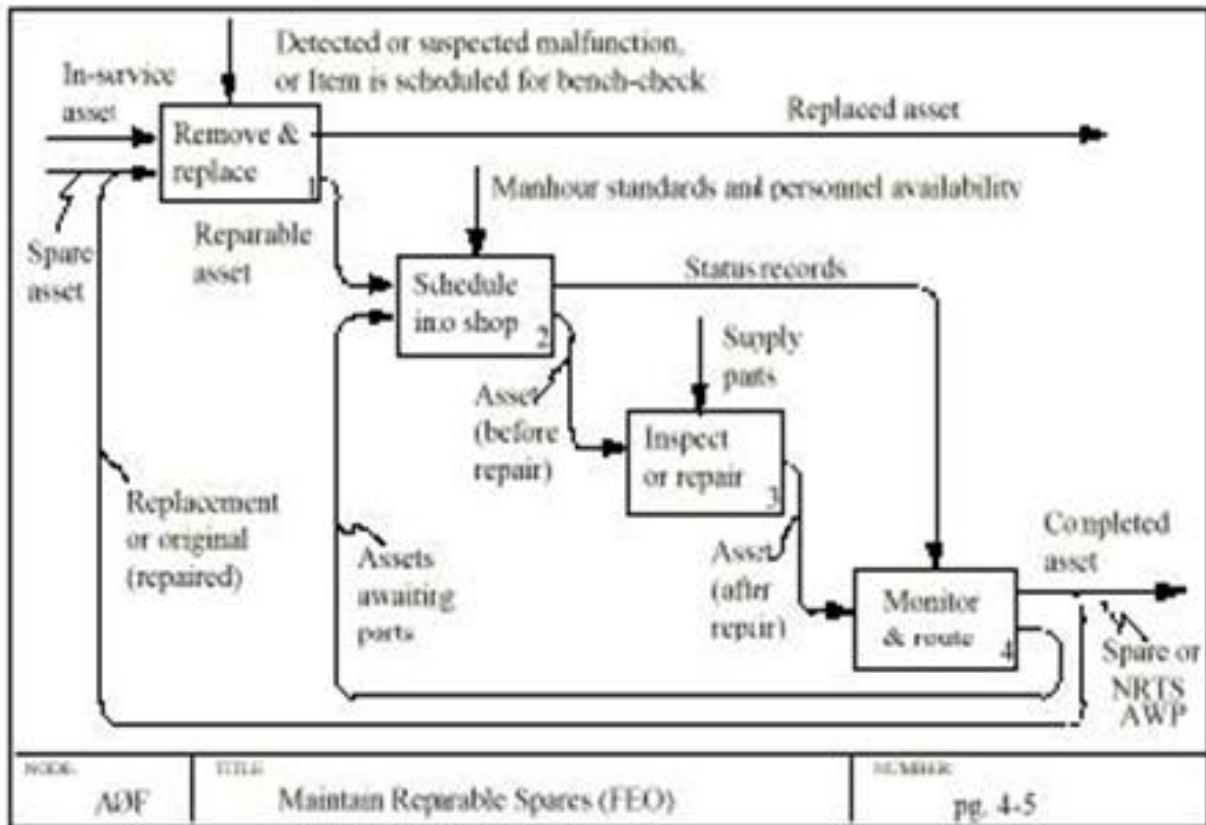 Detected or suspected malfunction,
or Item is scheduled for bench-check
In-service
asset
Remove &
replace
1
Replaced asset
Spare
asset
Reparable
asset
Manhour standards and personnel availability
Schedule
into shop
2
Status records
Supply
parts
Asset
(before
repair)
Inspect
or repair
3
Replacement
or original
(repaired)
Assets
awaiting
parts
Asset
(after
repair)
Completed
asset
Monitor
& route
4
Spare or
NRTS
AWP
NODE:
AØF
TITLE:
Maintain Reparable Spares (FEO)
NUMBER:
pg. 4-5